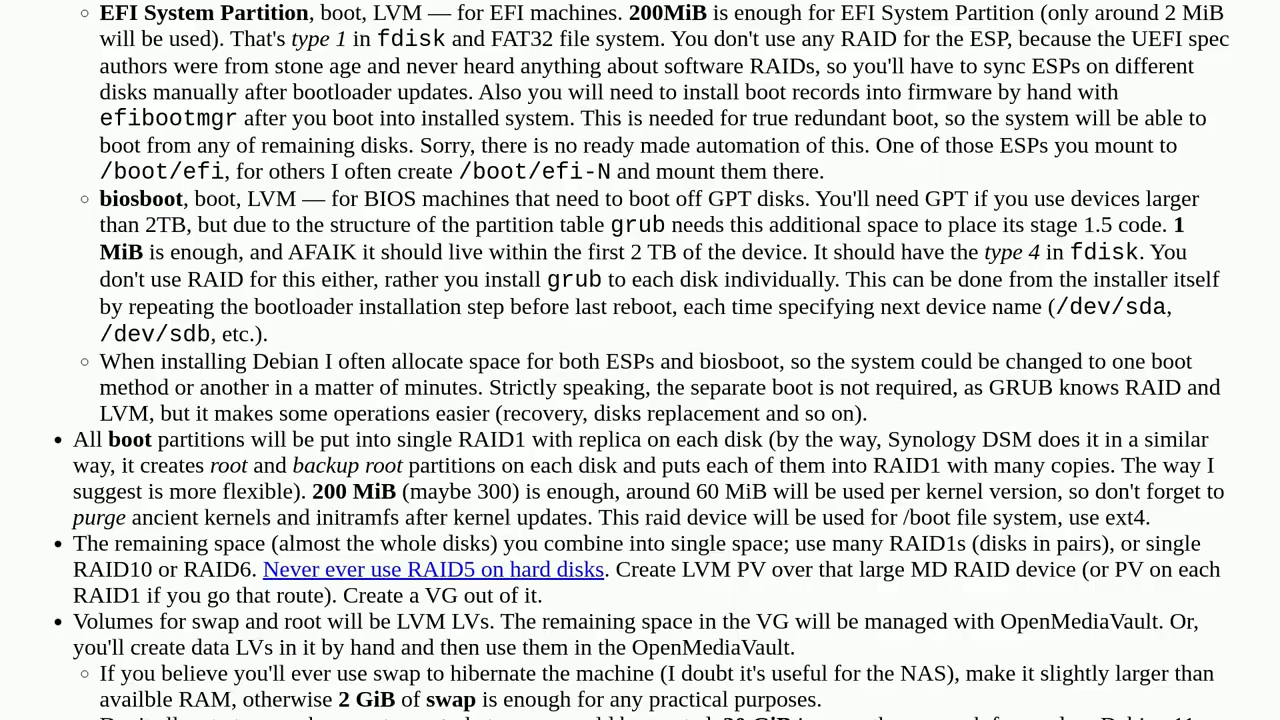 EFI System Partition, boot, LVM — for EFI machines. 200MiB is enough for EFI System Partition (only around 2 MiB
will be used). That's type 1 in fdisk and FAT32 file system. You don't use any RAID for the ESP, because the UEFI spec
authors were from stone age and never heard anything about software RAIDs, so you'll have to sync ESPs on different
disks manually after bootloader updates. Also you will need to install boot records into firmware by hand with
efibootmgr after you boot into installed system. This is needed for true redundant boot, so the system will be able to
boot from any of remaining disks. Sorry, there is no ready made automation of this. One of those ESPs you mount to
/boot/efi, for others I often create /boot/efi-N and mount them there.
biosboot, boot, LVM — for BIOS machines that need to boot off GPT disks. You'll need GPT if you use devices larger
than 2TB, but due to the structure of the partition table grub needs this additional space to place its stage 1.5 code. 1
MiB is enough, and AFAIK it should live within the first 2 TB of the device. It should have the type 4 in fdisk. You
don't use RAID for this either, rather you install grub to each disk individually. This can be done from the installer itself
by repeating the bootloader installation step before last reboot, each time specifying next device name (/dev/sda,
/dev/sdb, etc.).
When installing Debian I often allocate space for both ESPs and biosboot, so the system could be changed to one boot
method or another in a matter of minutes. Strictly speaking, the separate boot is not required, as GRUB knows RAID and
LVM, but it makes some operations easier (recovery, disks replacement and so on).
All boot partitions will be put into single RAID1 with replica on each disk (by the way, Synology DSM does it in a similar
way, it creates root and backup root partitions on each disk and puts each of them into RAID1 with many copies. The way I
suggest is more flexible). 200 MiB (maybe 300) is enough, around 60 MiB will be used per kernel version, so don't forget to
purge ancient kernels and initramfs after kernel updates. This raid device will be used for /boot file system, use ext4.
The remaining space (almost the whole disks) you combine into single space; use many RAID1s (disks in pairs), or single
RAID10 or RAID6. Never ever use RAID5 on hard disks. Create LVM PV over that large MD RAID device (or PV on each
RAID1 if you go that route). Create a VG out of it.
Volumes for swap and root will be LVM LVs. The remaining space in the VG will be managed with OpenMediaVault. Or,
you'll create data LVs in it by hand and then use them in the OpenMediaVault.
If you believe you'll ever use swap to hibernate the machine (I doubt it's useful for the NAS), make it slightly larger than
availble RAM, otherwise 2 GiB of swap is enough for any practical purposes.